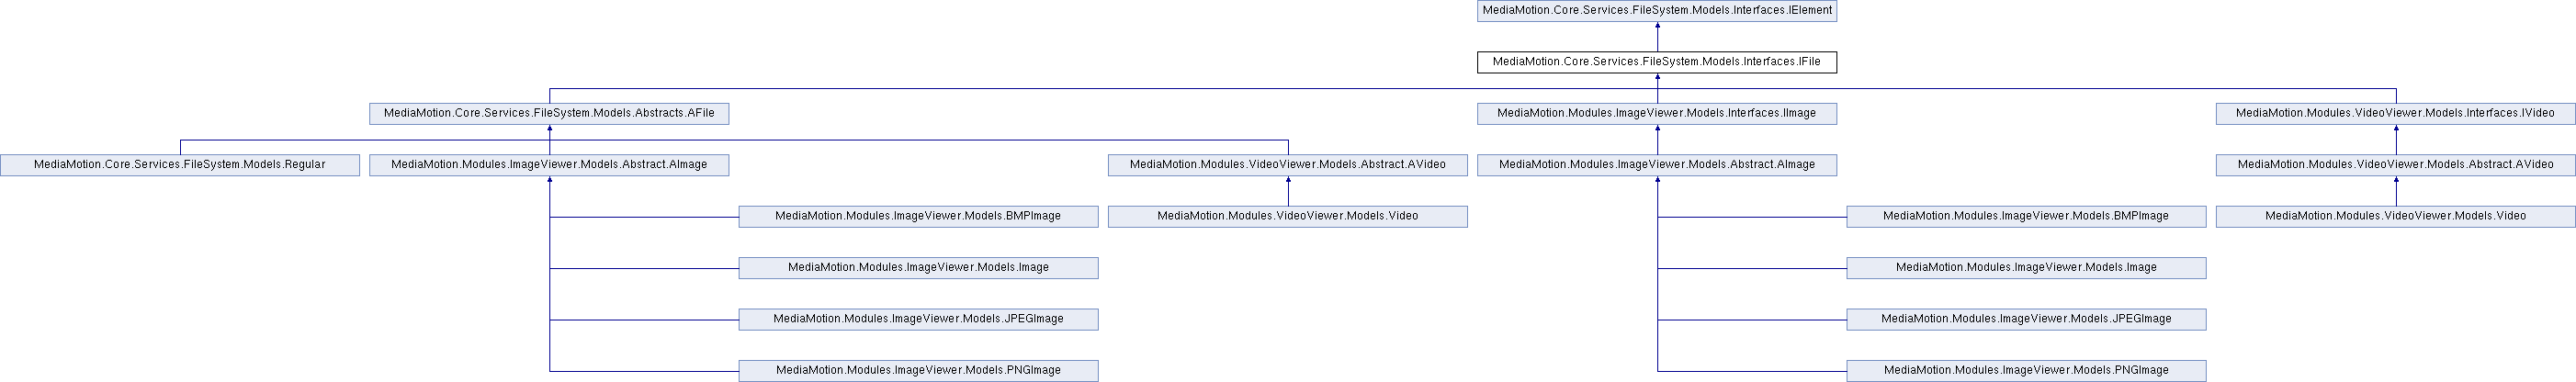 MediaMotion.Core.Services.FileSystem.Models.Interfaces.IElement
MediaMotion.Core.Services.FileSystem.Models.Interfaces.IFile
MediaMotion.Core.Services.FileSystem.Models.Abstracts.AFile
MediaMotion.Modules.ImageViewer.Models.Interfaces.IImage
MediaMotion.Modules.VideoViewer.Models.Interfaces.IVideo
MediaMotion.Core.Services.FileSystem.Models.Regular
MediaMotion.Modules.ImageViewer.Models.Abstract.AImage
MediaMotion.Modules.VideoViewer.Models.Abstract.AVideo
MediaMotion.Modules.ImageViewer.Models.Abstract.AImage
MediaMotion.Modules.VideoViewer.Models.Abstract.AVideo
MediaMotion.Modules.ImageViewer.Models.BMPImage
MediaMotion.Modules.VideoViewer.Models.Video
MediaMotion.Modules.ImageViewer.Models.BMPImage
MediaMotion.Modules.VideoViewer.Models.Video
MediaMotion.Modules.ImageViewer.Models.Image
MediaMotion.Modules.ImageViewer.Models.Image
MediaMotion.Modules.ImageViewer.Models.JPEGImage
MediaMotion.Modules.ImageViewer.Models.JPEGImage
MediaMotion.Modules.ImageViewer.Models.PNGImage
MediaMotion.Modules.ImageViewer.Models.PNGImage